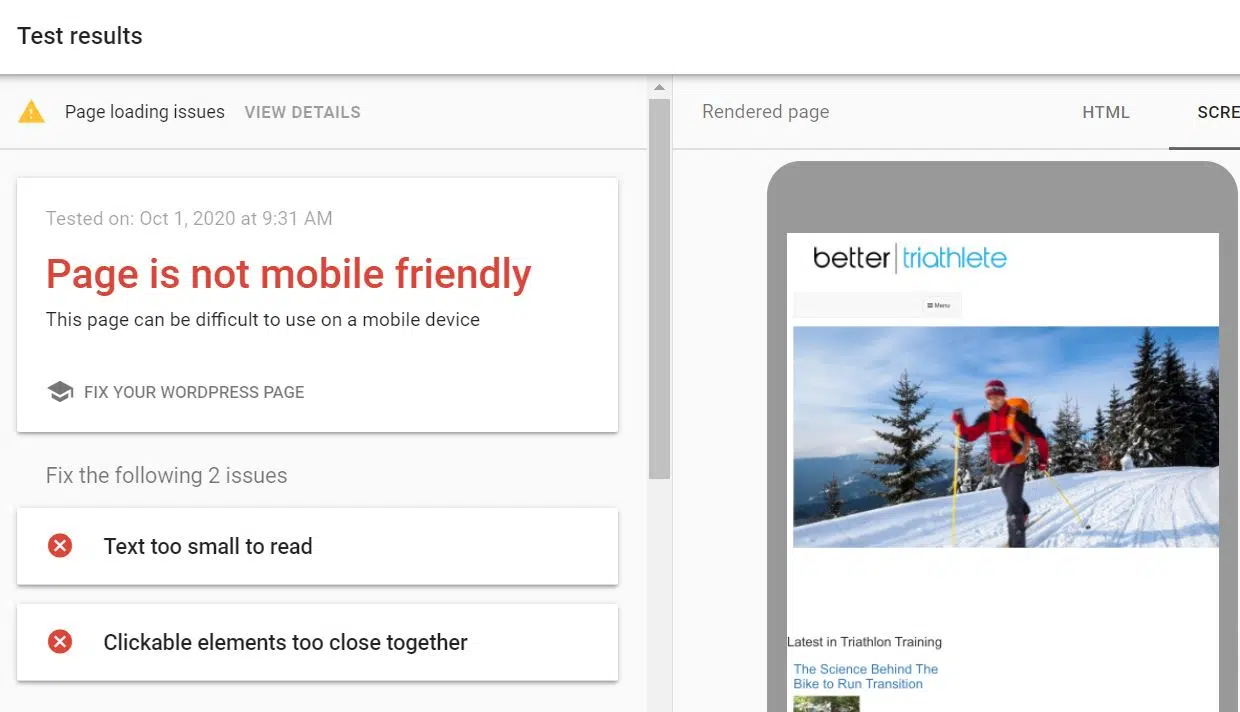 Test results
Page loading issues VIEW DETAILS
Tested on: Oct 1, 2020 at 9:31 AM
Page is not mobile friendly
This page can be difficult to use on a mobile device
FIX YOUR WORDPRESS PAGE
Fix the following 2 issues
Text too small to read
Clickable elements too close together
Rendered page HTML SCRE
better triathlete
Menu
Latest in Triathlon Training
The Science Behind The
Bike to Run Transition